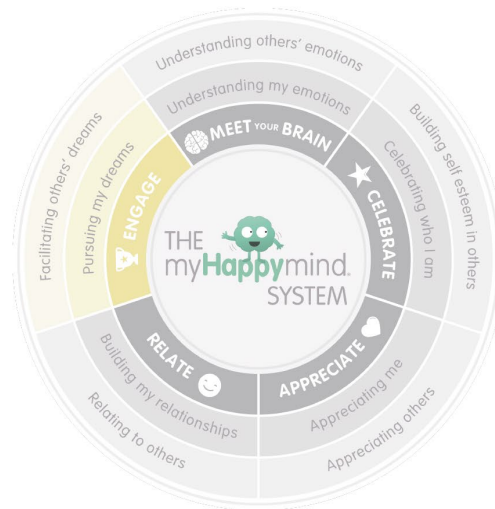 Understanding others' emotions
Understanding my emotions
MEET YOUR BRAIN
Building self esteem in others
Celebrating who I am
CELEBRATE
Appreciating others
Appreciating me
APPRECIATE
Relating to others
Building my relationships
RELATE
Facilitating others' dreams
Pursuing my dreams
ENGAGE
THE
myHappymind.
SYSTEM